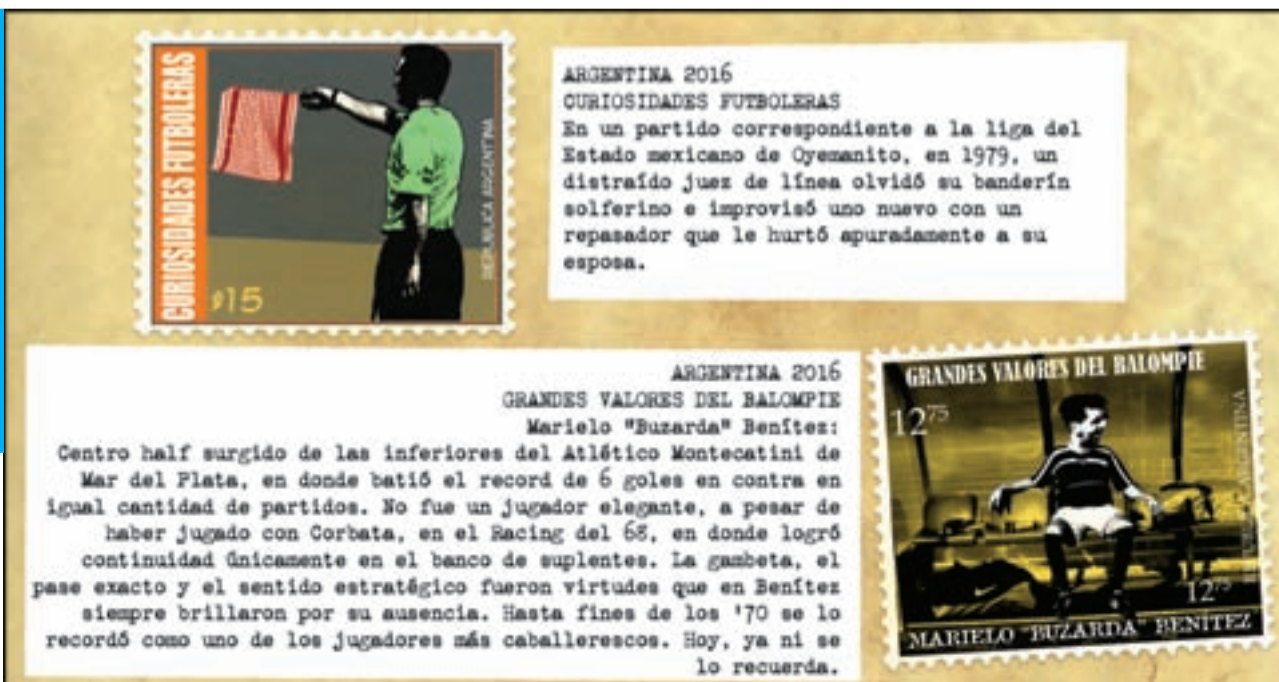 CURIOSIDADES FUTBOLERAS
REPUBLICA ARGENTINA
$15
ARGENTINA 2016
CURIOSIDADES FUTBOLERAS
En un partido correspondiente a la liga del
Estado mexicano de Oyemanito, en 1979, un
distraído juez de línea olvidó su banderín
solferino e improvisó uno nuevo con un
repasador que le hurtó apuradamente a su
esposa.
ARGENTINA 2016
GRANDES VALORES DEL BALOMPIE
Marielo "Buzarda" Benítez:
Centro half surgido de las inferiores del Atlético Montecatini de
Mar del Plata, en donde batió el record de 6 goles en contra en
igual cantidad de partidos. No fue un jugador elegante, a pesar de
haber jugado con Corbata, en el Racing del 68, en donde logró
continuidad únicamente en el banco de suplentes. La gambeta, el
pase exacto y el sentido estratégico fueron virtudes que en Benítez
siempre brillaron por su ausencia. Hasta fines de los '70 se lo
recordó como uno de los jugadores más caballerescos. Hoy, ya ni se
lo recuerda.
GRANDES VALORES DEL BALOMPIE
12⁷⁵
ARGENTINA
12⁷⁵
MARIELO "BUZARDA" BENÍTEZ